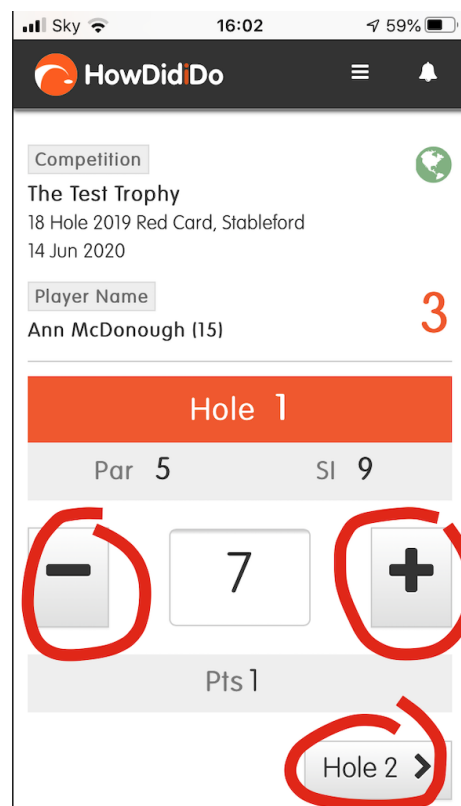 Sky 16:02 59%
HowDidiDo
Competition
The Test Trophy
18 Hole 2019 Red Card, Stableford
14 Jun 2020
Player Name
Ann McDonough (15)
3
Hole 1
Par 5 SI 9
7
Pts 1
Hole 2